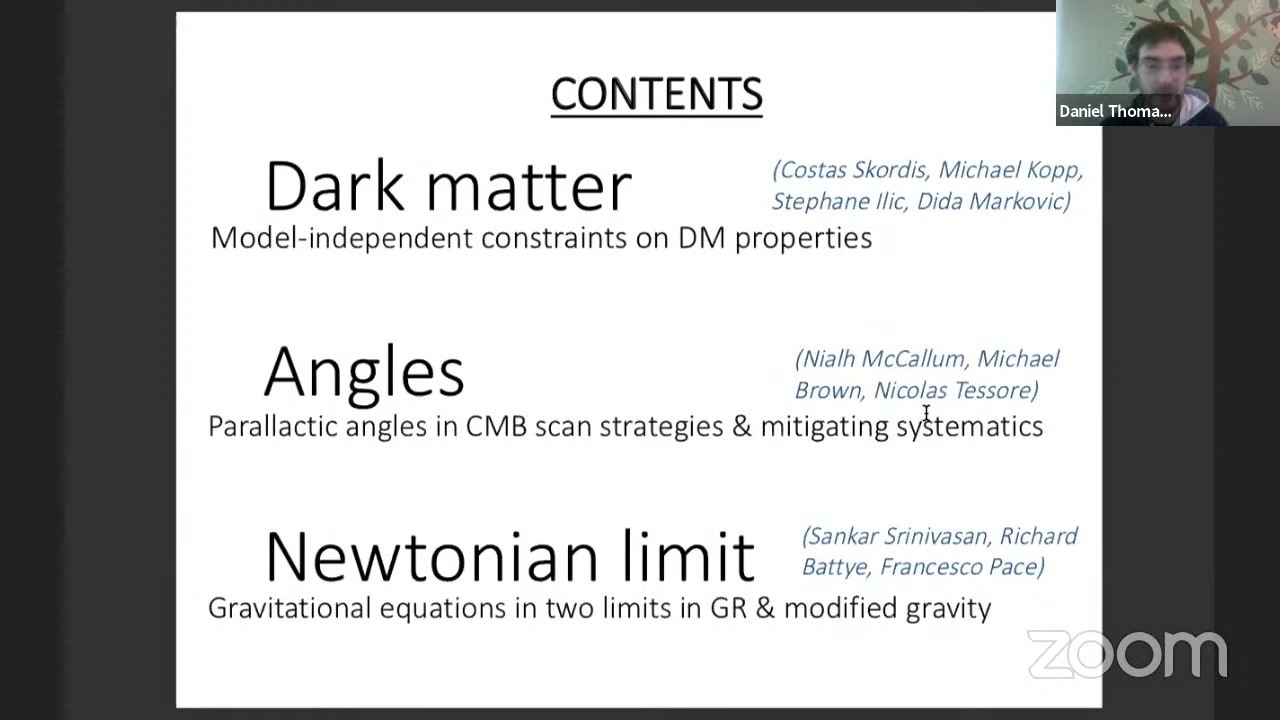 CONTENTS
Daniel Thoma...
Dark matter
(Costas Skordis, Michael Kopp,
Stephane Ilic, Dida Markovic)
Model-independent constraints on DM properties
Angles
(Nialh McCallum, Michael
Brown, Nicolas Tessore)
Parallactic angles in CMB scan strategies & mitigating systematics
Newtonian limit
(Sankar Srinivasan, Richard
Battye, Francesco Pace)
Gravitational equations in two limits in GR & modified gravity
zoom